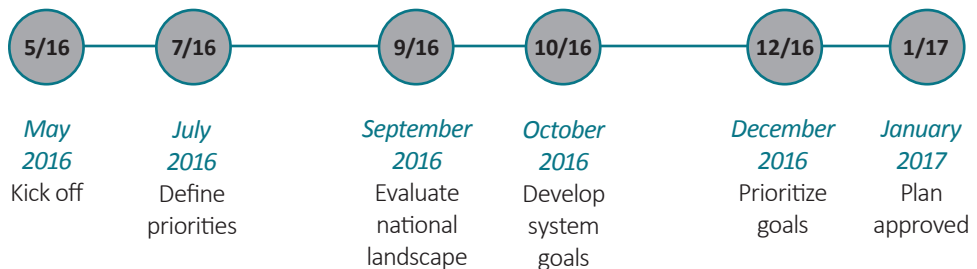 5/16
7/16
9/16
10/16
12/16
1/17
May
2016
Kick off
July
2016
Define
priorities
September
2016
Evaluate
national
landscape
October
2016
Develop
system
goals
December
2016
Prioritize
goals
January
2017
Plan
approved